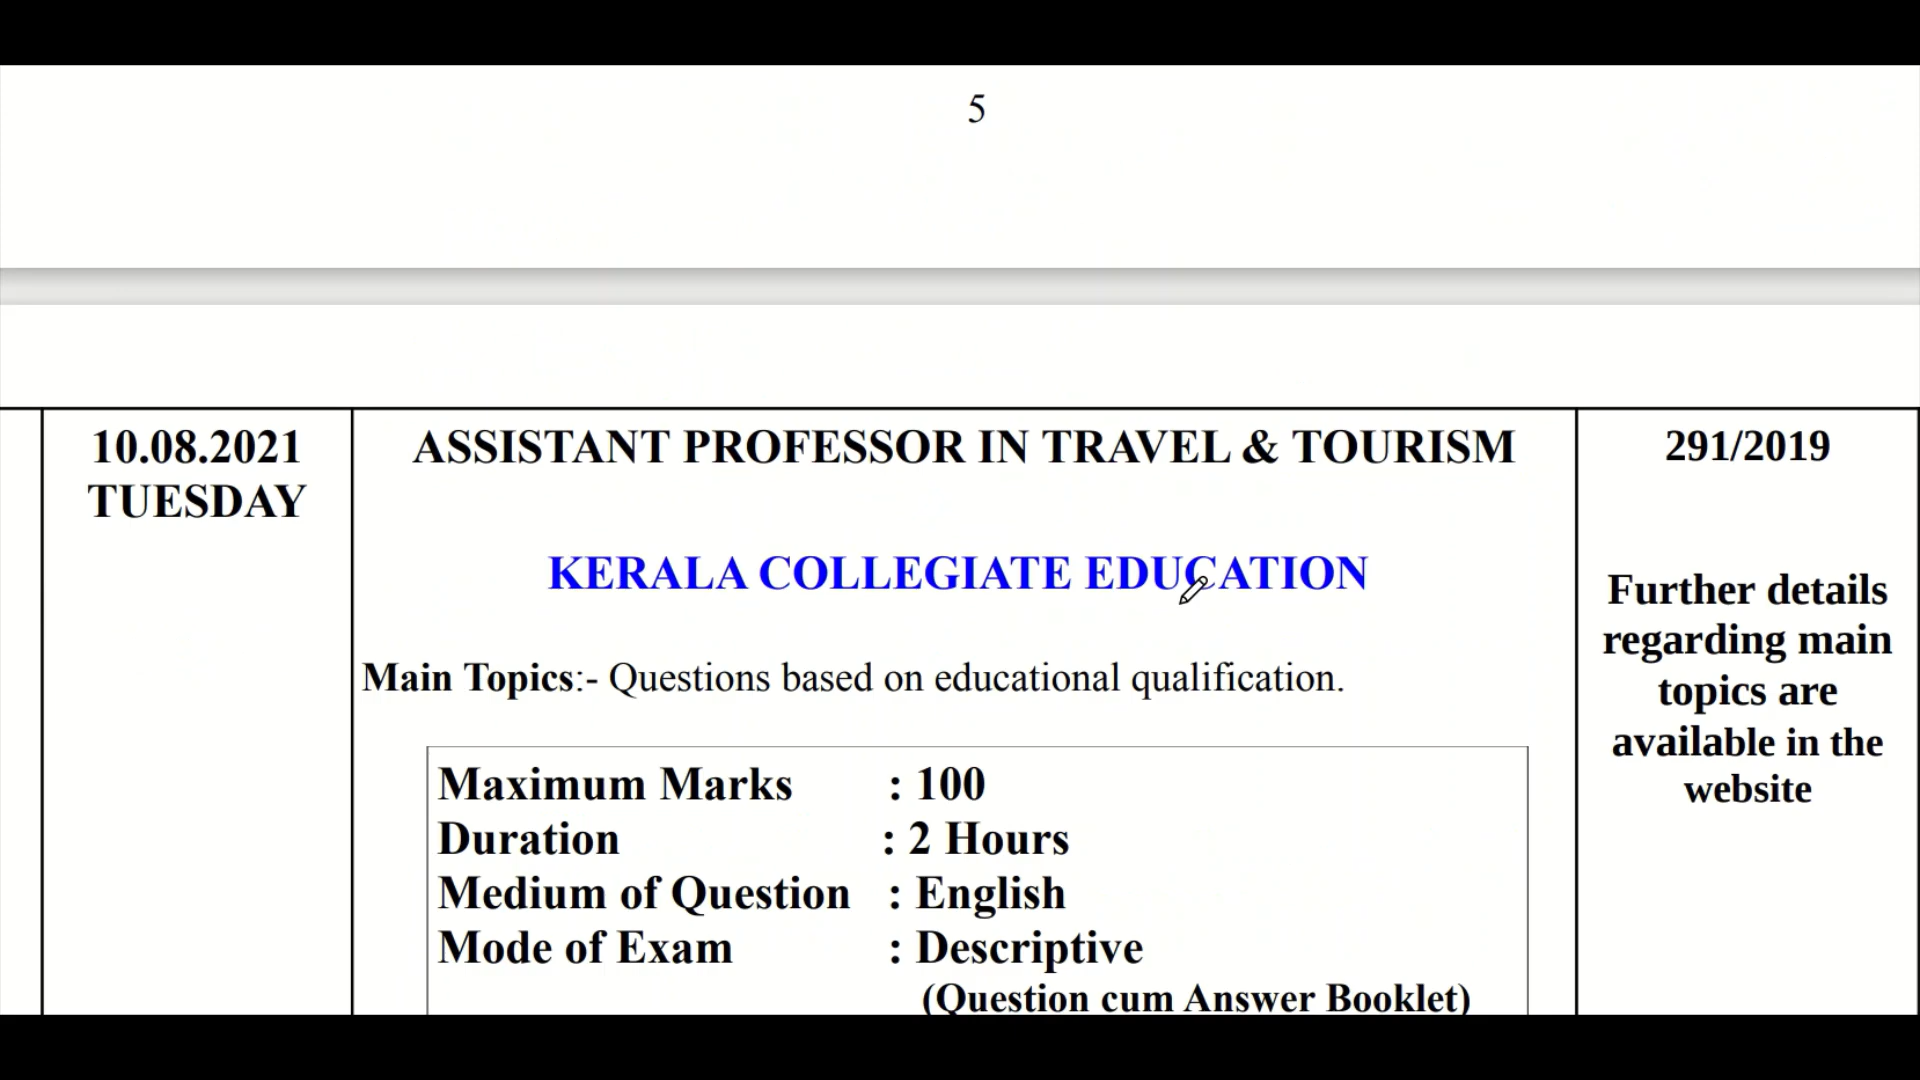 5
10.08.2021
TUESDAY
ASSISTANT PROFESSOR IN TRAVEL & TOURISM
KERALA COLLEGIATE EDUCATION
Main Topics:- Questions based on educational qualification.
Maximum Marks : 100
Duration : 2 Hours
Medium of Question : English
Mode of Exam : Descriptive
(Question cum Answer Booklet)
291/2019
Further details
regarding main
topics are
available in the
website